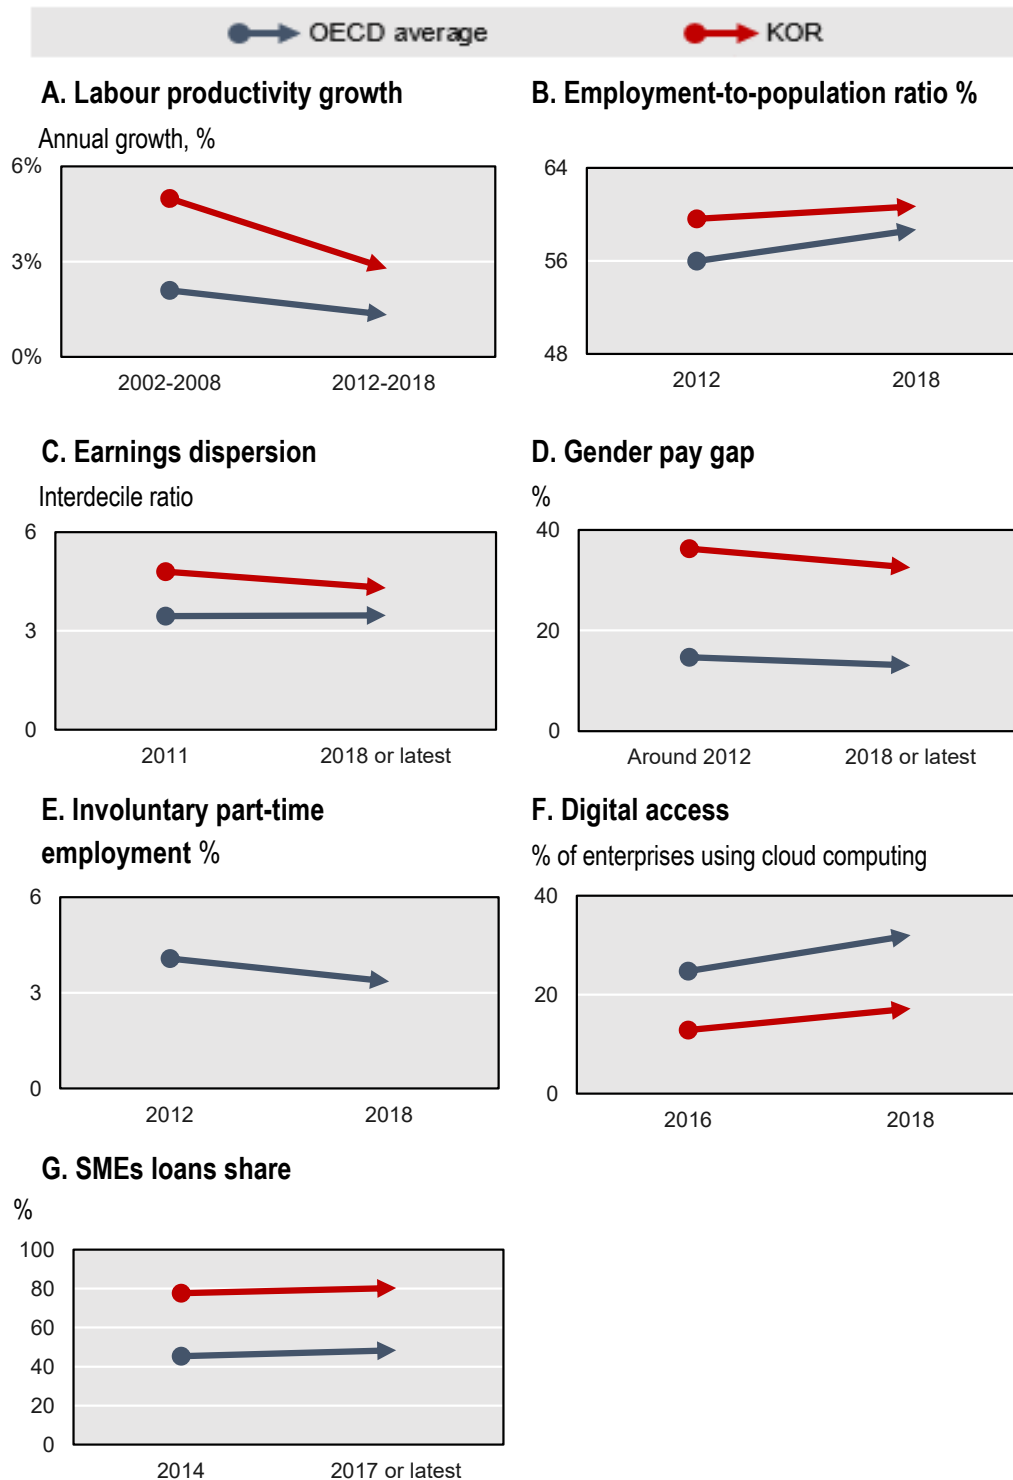 OECD average KOR
A. Labour productivity growth
Annual growth, %
6%
3%
0%
2002-2008 2012-2018
B. Employment-to-population ratio %
64
56
48
2012 2018
C. Earnings dispersion
Interdecile ratio
6
3
0
2011 2018 or latest
D. Gender pay gap
%
40
20
0
Around 2012 2018 or latest
E. Involuntary part-time
employment %
6
3
0
2012 2018
F. Digital access
% of enterprises using cloud computing
40
20
0
2016 2018
G. SMEs loans share
%
100
80
60
40
20
0
2014 2017 or latest